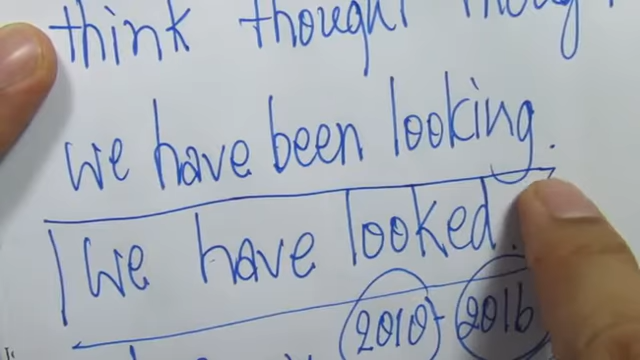 think thought
we have been looking.
We have looked.
2010-2016